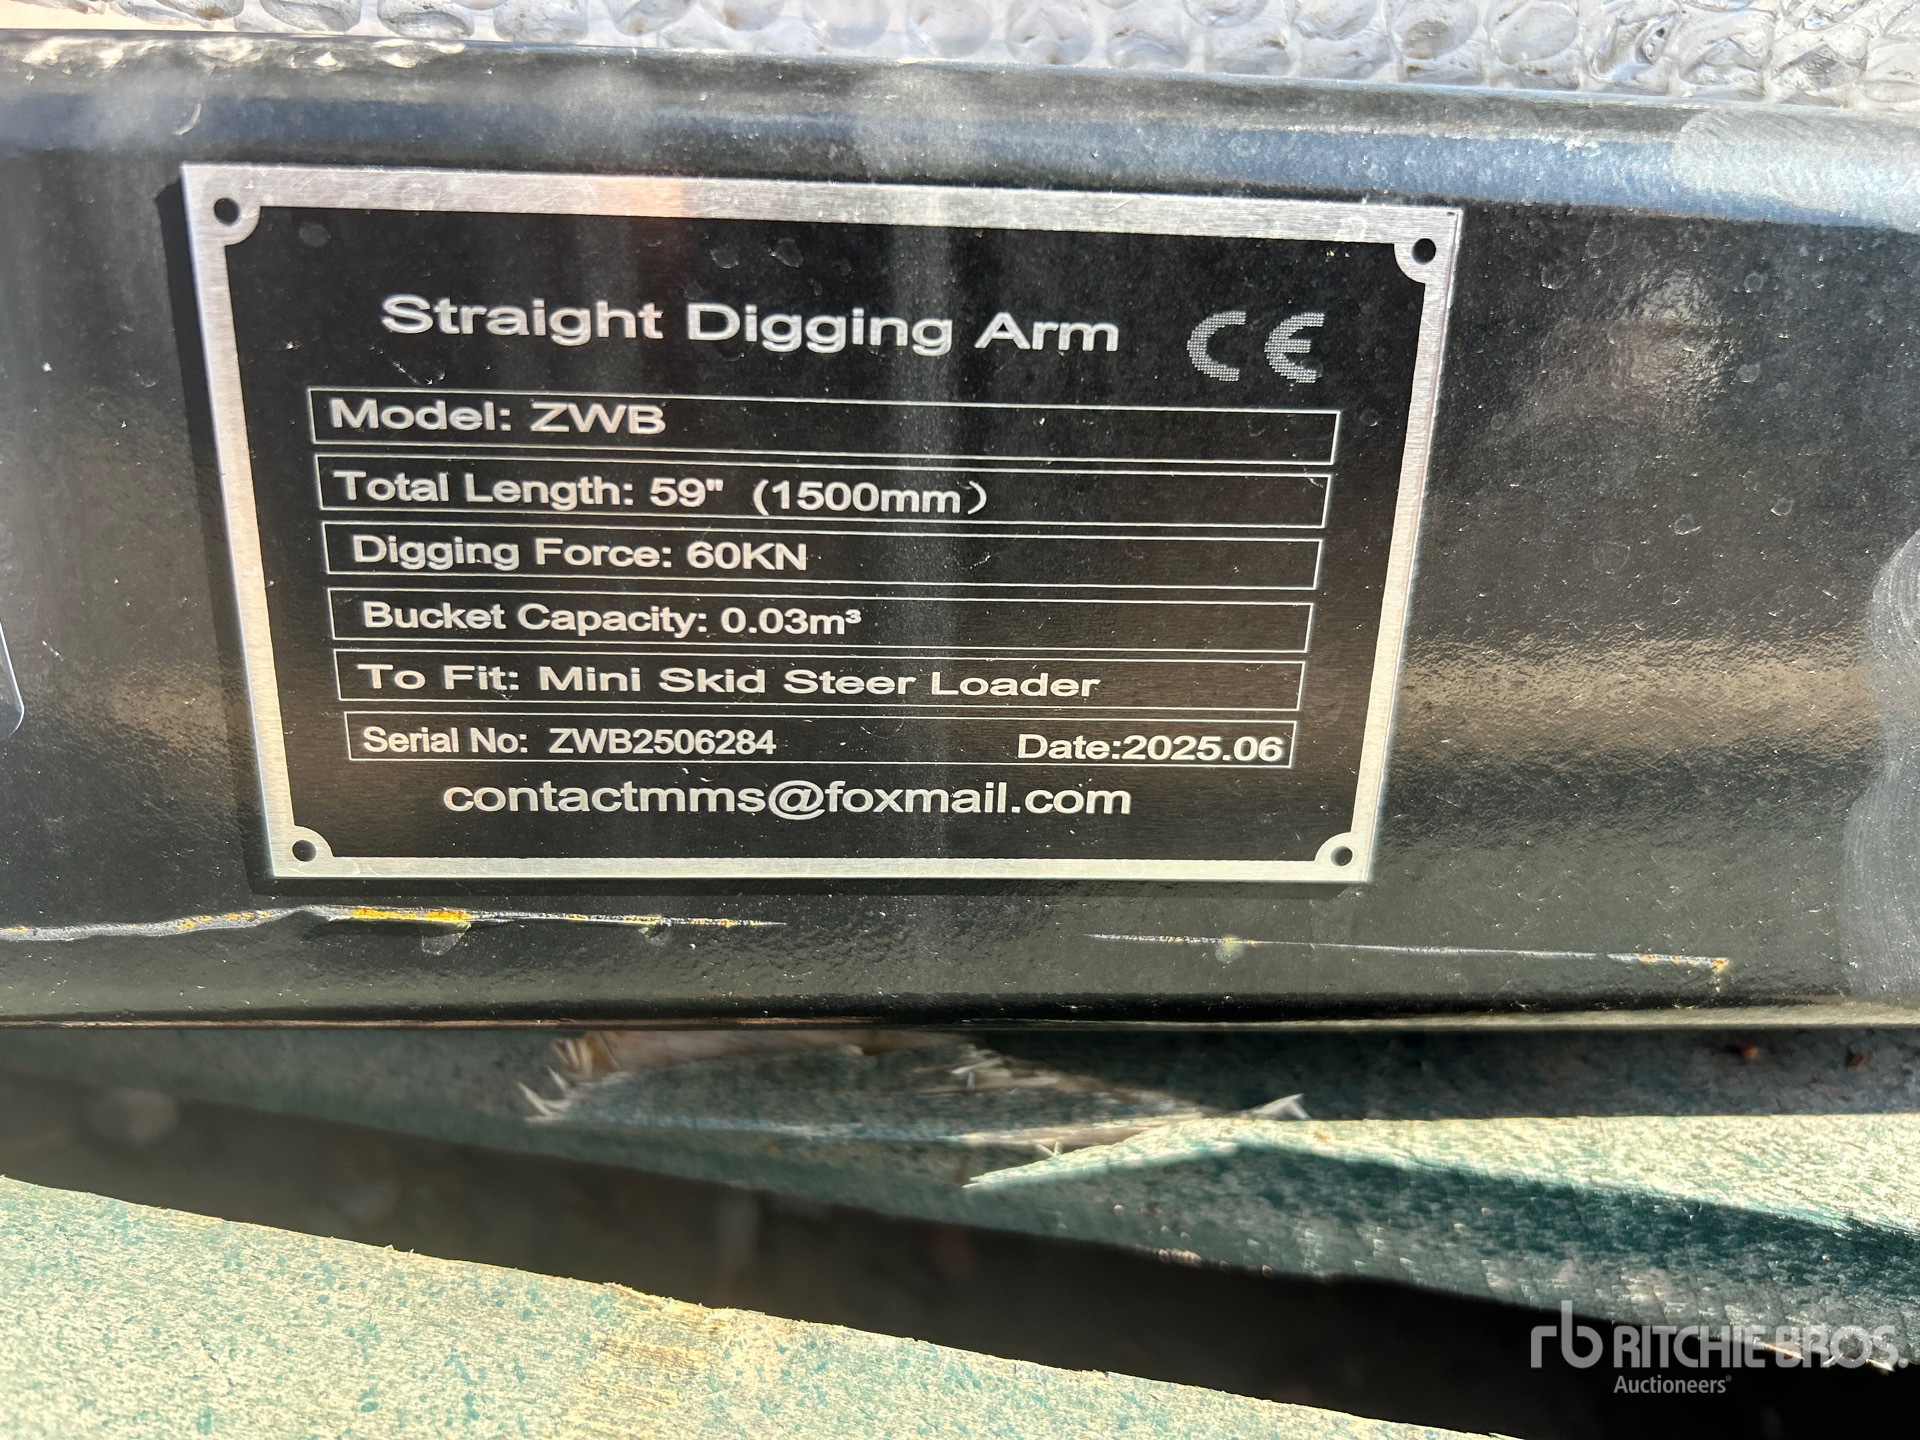 Straight Digging Arm CE
Model: ZWB
Total Length: 59" (1500mm）
Digging Force: 60KN
Bucket Capacity: 0.03m³
To Fit: Mini Skid Steer Loader
Serial No: ZWB2506284 Date:2025.06
contactmms@foxmail.com
rb RITCHIE BROS.
Auctioneers®